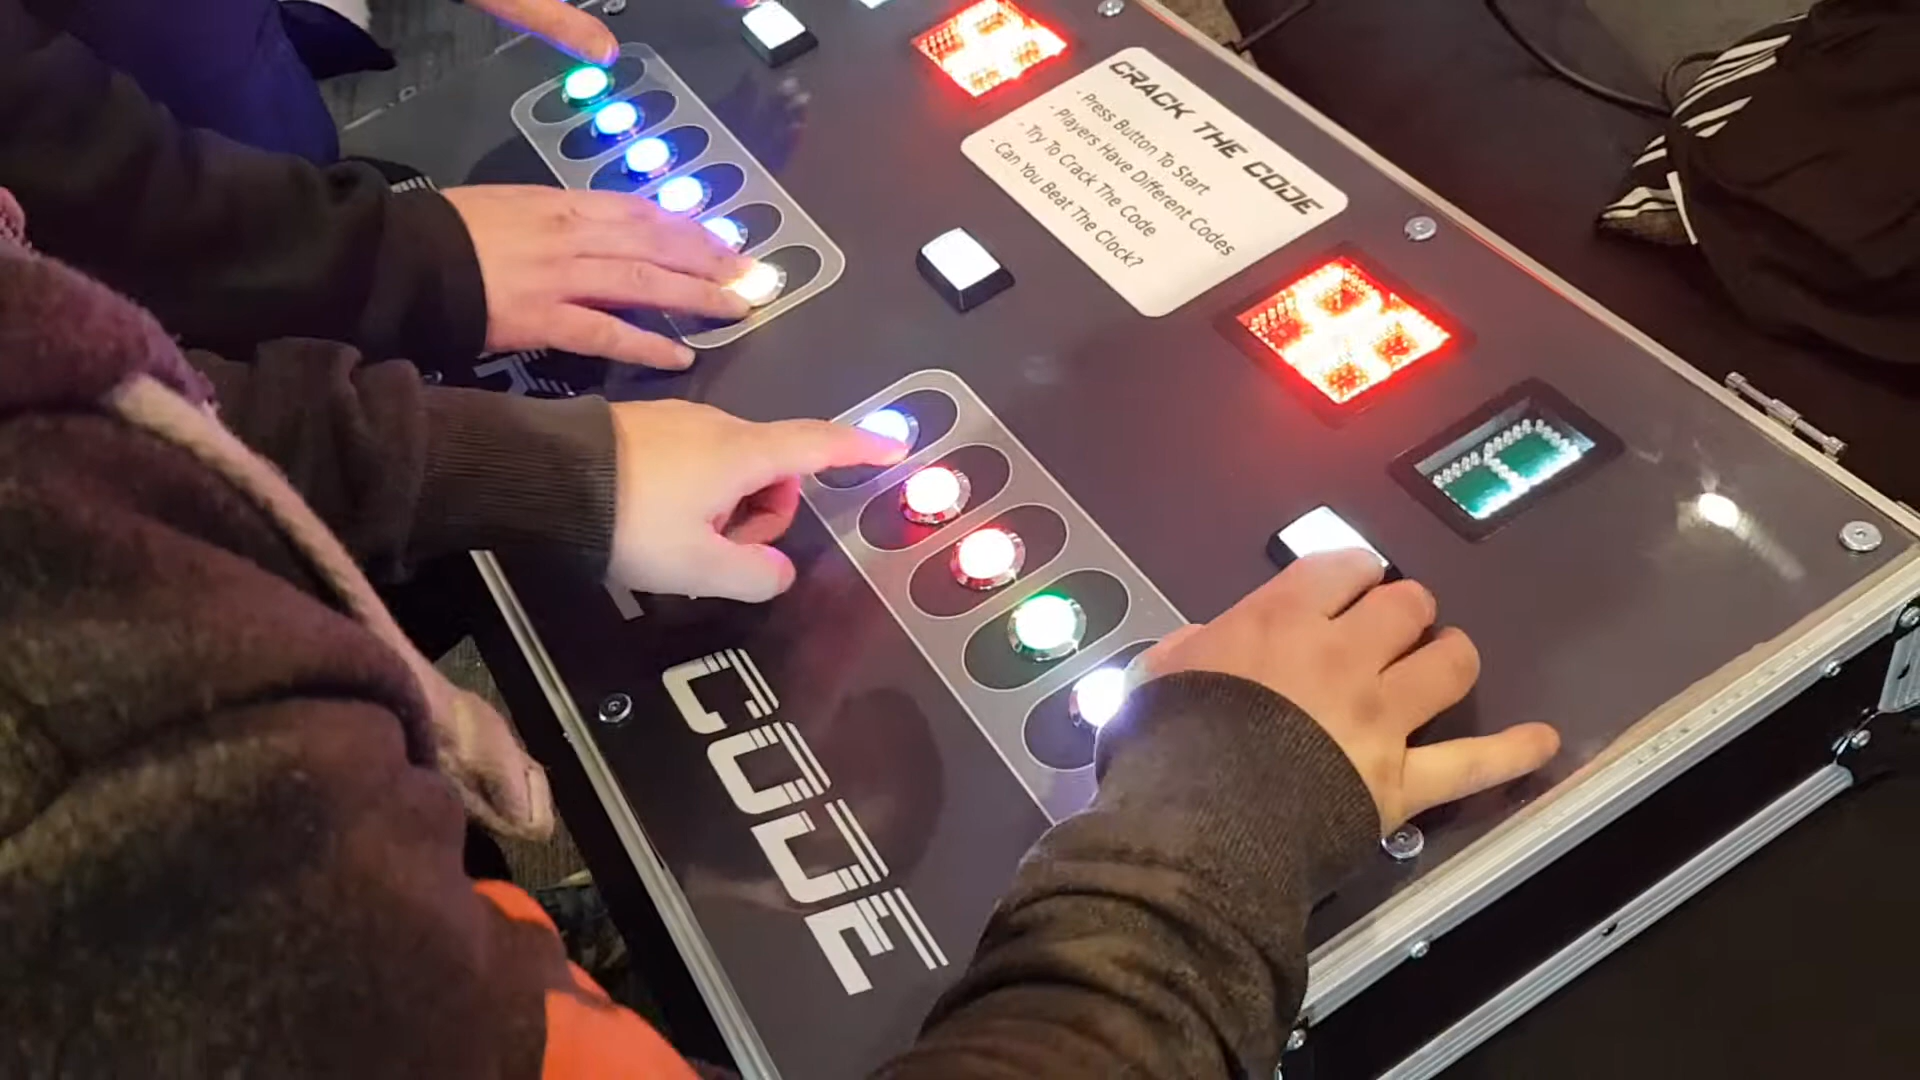 CRACK THE CODE
- Press Button To Start
- Players Have Different Codes
- Try To Crack The Code
- Can You Beat The Clock?
CODE